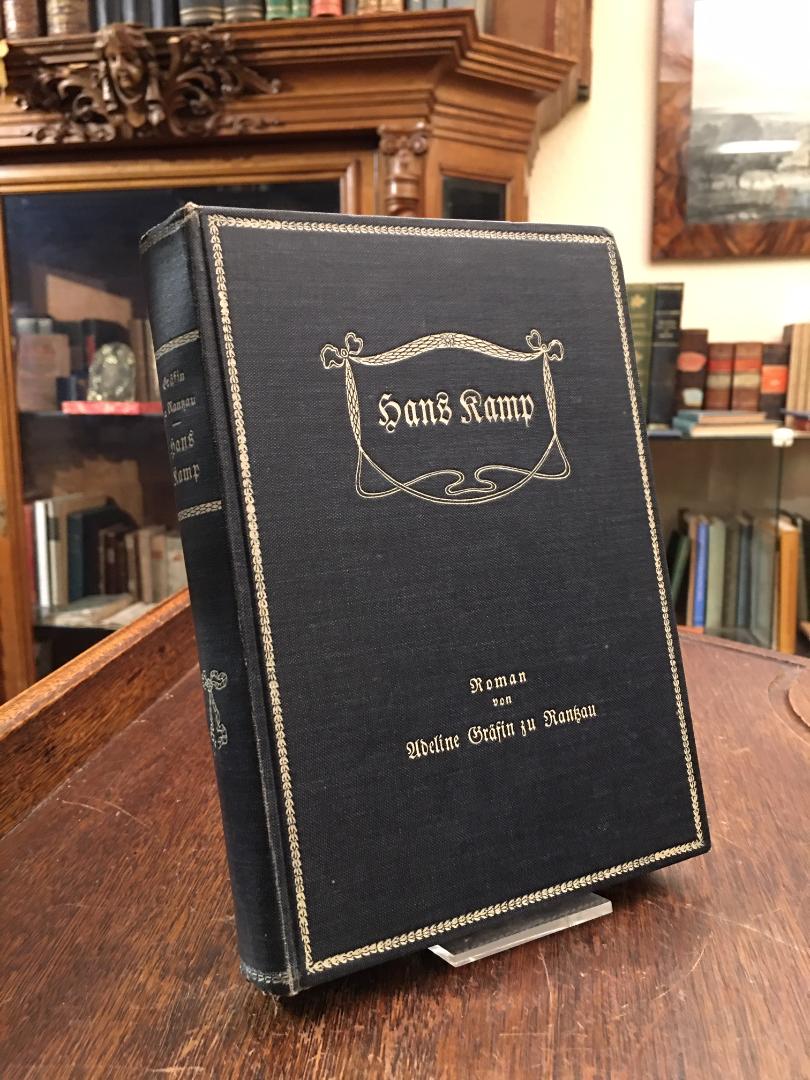 Hans Kamp
Roman
von
Adeline Gräfin zu Rantzau
Gräfin
zu Rantzau
Hans
Kamp